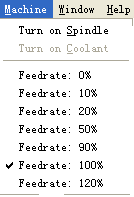 Machine Window Help
Turn on Spindle
Turn on Coolant
Feedrate: 0%
Feedrate: 10%
Feedrate: 20%
Feedrate: 50%
Feedrate: 90%
Feedrate: 100%
Feedrate: 120%